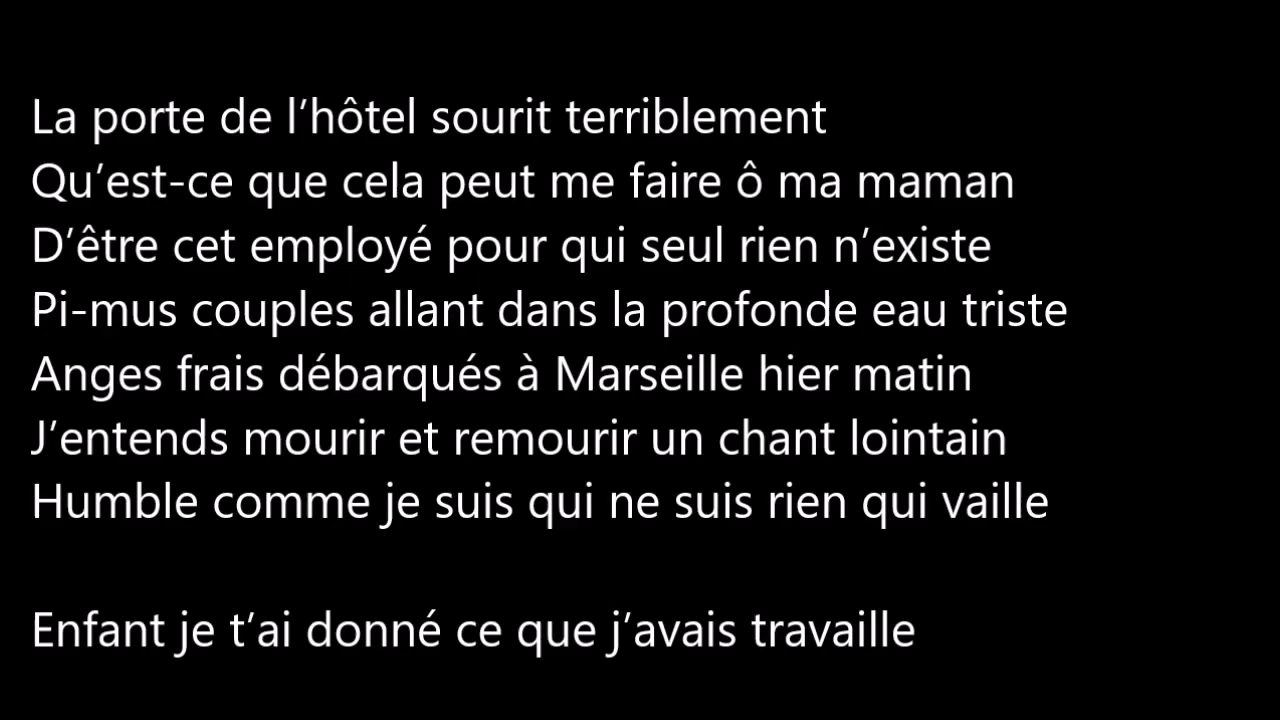 La porte de l’hôtel sourit terriblement
Qu’est-ce que cela peut me faire ô ma maman
D’être cet employé pour qui seul rien n’existe
Pi-mus couples allant dans la profonde eau triste
Anges frais débarqués à Marseille hier matin
J’entends mourir et remourir un chant lointain
Humble comme je suis qui ne suis rien qui vaille
Enfant je t’ai donné ce que j’avais travaille